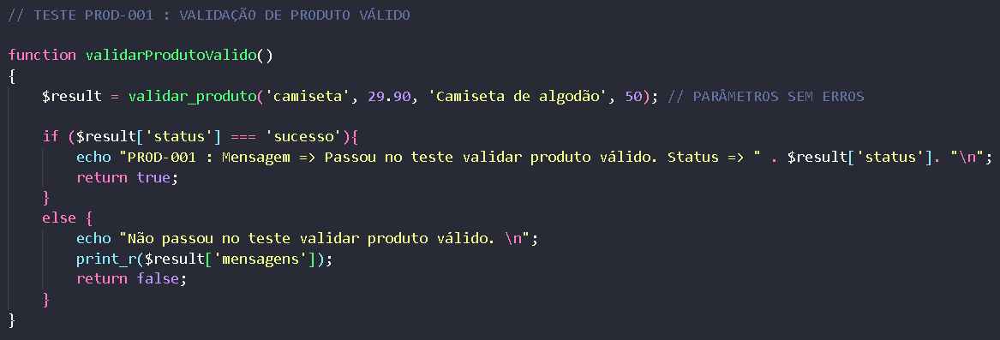 // TESTE PROD-001 : VALIDAÇÃO DE PRODUTO VÁLIDO
function validarProdutoValido()
{
$result = validar_produto('camiseta', 29.90, 'Camiseta de algodão', 50); // PARÂMETROS SEM ERROS
if ($result['status'] === 'sucesso'){
echo "PROD-001 : Mensagem => Passou no teste validar produto válido. Status => " . $result['status']. "\n";
return true;
}
else {
echo "Não passou no teste validar produto válido. \n";
print_r($result['mensagens']);
return false;
}
}